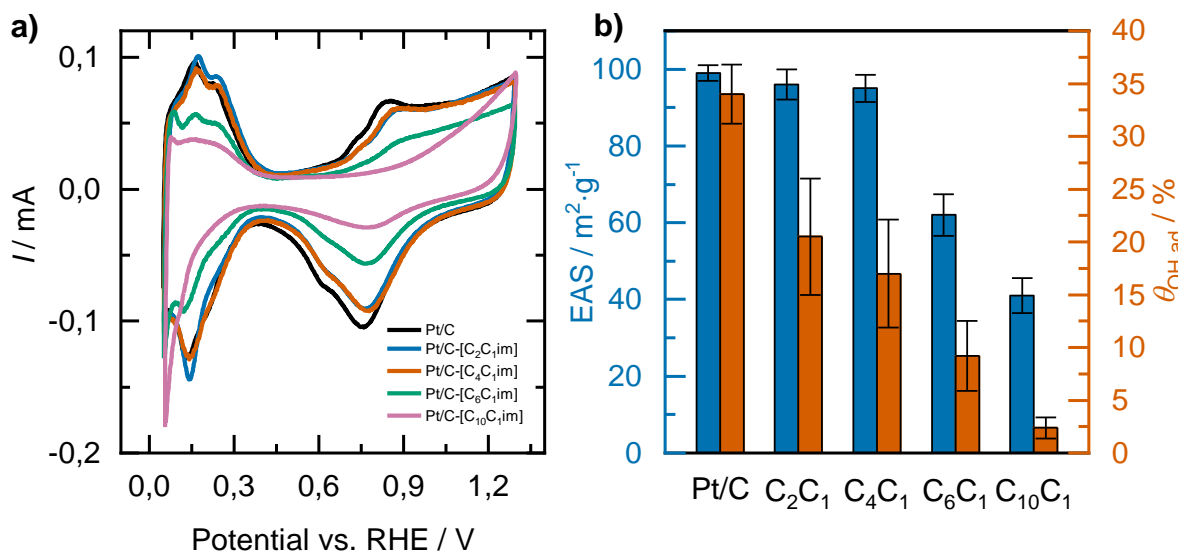 a)
0,1
0,0
-0,1
-0,2
I / mA
0,0 0,3 0,6 0,9 1,2
Potential vs. RHE / V
Pt/C
Pt/C-[C₂C₁im]
Pt/C-[C₄C₁im]
Pt/C-[C₆C₁im]
Pt/C-[C₁₀C₁im]
b)
100
80
60
40
20
0
EAS / m²·g⁻¹
40
35
30
25
20
15
10
5
0
θ_OH ad / %
Pt/C C₂C₁ C₄C₁ C₆C₁ C₁₀C₁